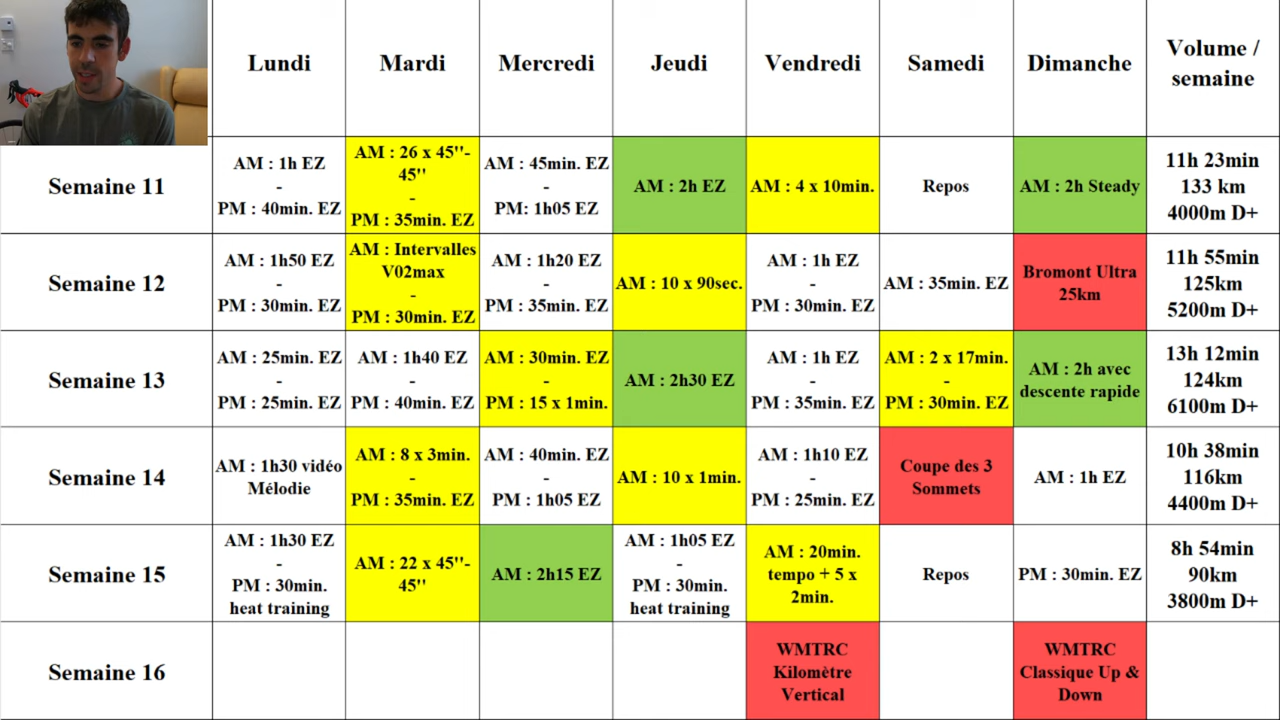 Lundi
Mardi
Mercredi
Jeudi
Vendredi
Samedi
Dimanche
Volume /
semaine
Semaine 11
AM : 1h EZ
-
PM : 40min. EZ
AM : 26 x 45''-
45''
-
PM : 35min. EZ
AM : 45min. EZ
-
PM: 1h05 EZ
AM : 2h EZ
AM : 4 x 10min.
Repos
AM : 2h Steady
11h 23min
133 km
4000m D+
Semaine 12
AM : 1h50 EZ
-
PM : 30min. EZ
AM : Intervalles
V02max
-
PM : 30min. EZ
AM : 1h20 EZ
-
PM : 35min. EZ
AM : 10 x 90sec.
AM : 1h EZ
-
PM : 30min. EZ
AM : 35min. EZ
Bromont Ultra
25km
11h 55min
125km
5200m D+
Semaine 13
AM : 25min. EZ
-
PM : 25min. EZ
AM : 1h40 EZ
-
PM : 40min. EZ
AM : 30min. EZ
-
PM : 15 x 1min.
AM : 2h30 EZ
AM : 1h EZ
-
PM : 35min. EZ
AM : 2 x 17min.
-
PM : 30min. EZ
AM : 2h avec
descente rapide
13h 12min
124km
6100m D+
Semaine 14
AM : 1h30 vidéo
Mélodie
AM : 8 x 3min.
-
PM : 35min. EZ
AM : 40min. EZ
-
PM : 1h05 EZ
AM : 10 x 1min.
AM : 1h10 EZ
-
PM : 25min. EZ
Coupe des 3
Sommets
AM : 1h EZ
10h 38min
116km
4400m D+
Semaine 15
AM : 1h30 EZ
-
PM : 30min.
heat training
AM : 22 x 45''-
45''
AM : 2h15 EZ
AM : 1h05 EZ
-
PM : 30min.
heat training
AM : 20min.
tempo + 5 x
2min.
Repos
PM : 30min. EZ
8h 54min
90km
3800m D+
Semaine 16
WMTRC
Kilomètre
Vertical
WMTRC
Classique Up &
Down